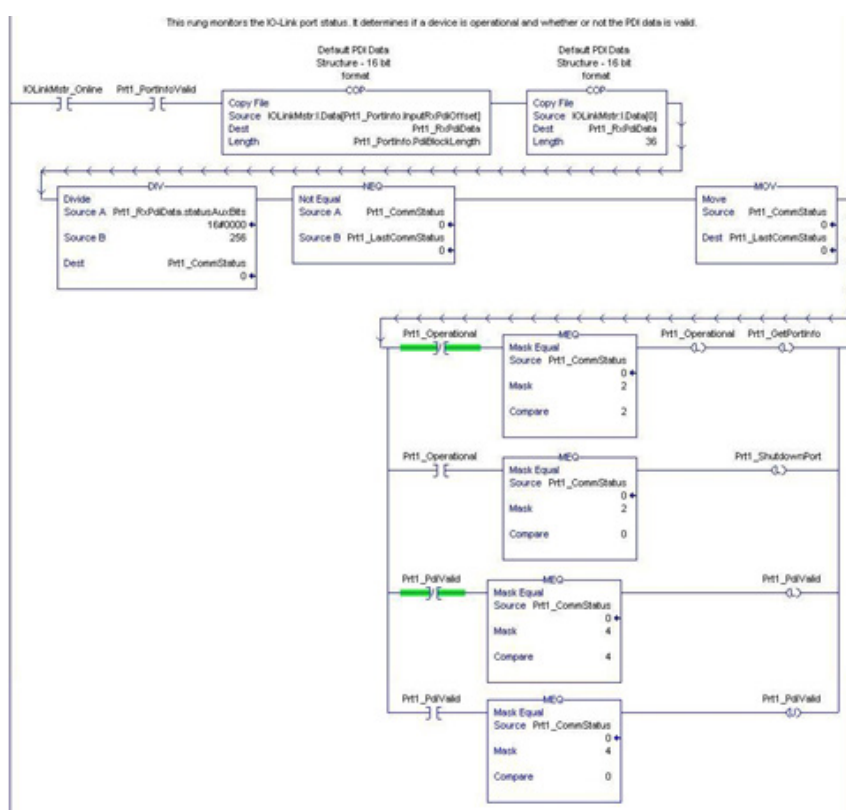 This rung monitors the IO-Link port status. It determines if a device is operational and whether or not the PDI data is valid.
Default PDI Data
Structure - 16 bit
format
Default PDI Data
Structure - 16 bit
format
IOLinkMstr_Online
Prt1_PortInfoValid
COP
Copy File
Source IOLinkMstr:I.Data[Prt1_PortInfo.InputRxPdiOffset]
Dest Prt1_RxPdiData
Length Prt1_PortInfo.PdiBlockLength
COP
Copy File
Source IOLinkMstr:I.Data[0]
Dest Prt1_RxPdiData
Length 36
DIV
Divide
Source A Prt1_RxPdiData.statusAuxBits
16#0000
Source B 256
Dest Prt1_CommStatus
0
NEQ
Not Equal
Source A Prt1_CommStatus
0
Source B Prt1_LastCommStatus
0
MOV
Move
Source Prt1_CommStatus
0
Dest Prt1_LastCommStatus
0
Prt1_Operational
MEQ
Mask Equal
Source Prt1_CommStatus
0
Mask 2
Compare 2
Prt1_Operational
L
Prt1_GetPortInfo
L
Prt1_Operational
MEQ
Mask Equal
Source Prt1_CommStatus
0
Mask 2
Compare 0
Prt1_ShutdownPort
L
Prt1_PdiValid
MEQ
Mask Equal
Source Prt1_CommStatus
0
Mask 4
Compare 4
Prt1_PdiValid
L
Prt1_PdiValid
MEQ
Mask Equal
Source Prt1_CommStatus
0
Mask 4
Compare 0
Prt1_PdiValid
U